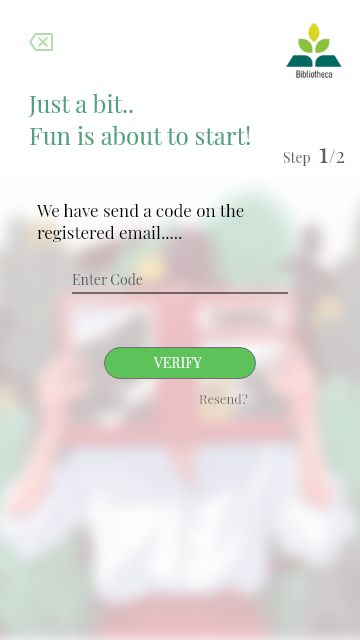 Bibliotheca
Just a bit..
Fun is about to start!
Step 1/2
We have send a code on the
registered email.....
Enter Code
VERIFY
Resend?